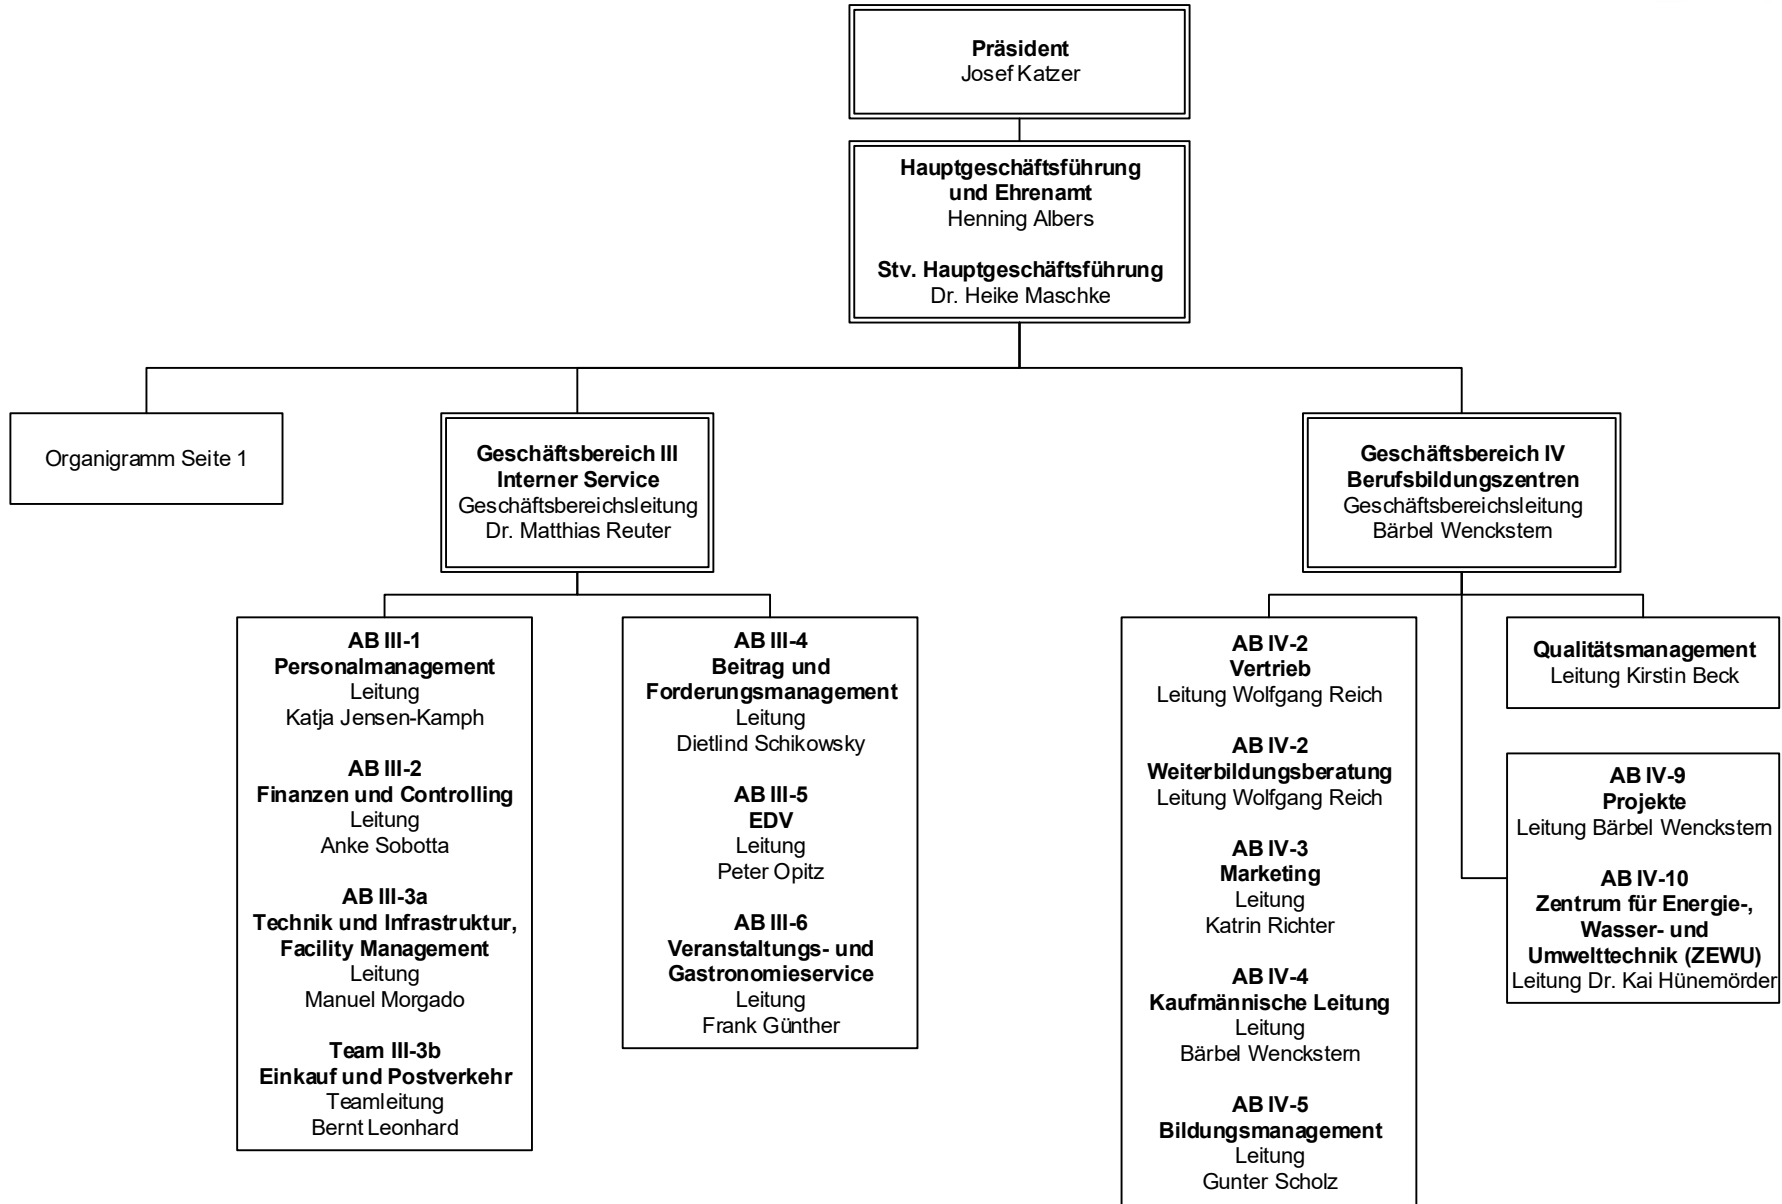 Präsident
Josef Katzer
Hauptgeschäftsführung
und Ehrenamt
Henning Albers
Stv. Hauptgeschäftsführung
Dr. Heike Maschke
Organigramm Seite 1
Geschäftsbereich III
Interner Service
Geschäftsbereichsleitung
Dr. Matthias Reuter
Geschäftsbereich IV
Berufsbildungszentren
Geschäftsbereichsleitung
Bärbel Wenckstern
AB III-1
Personalmanagement
Leitung
Katja Jensen-Kamph
AB III-2
Finanzen und Controlling
Leitung
Anke Sobotta
AB III-3a
Technik und Infrastruktur,
Facility Management
Leitung
Manuel Morgado
Team III-3b
Einkauf und Postverkehr
Teamleitung
Bernt Leonhard
AB III-4
Beitrag und
Forderungsmanagement
Leitung
Dietlind Schikowsky
AB III-5
EDV
Leitung
Peter Opitz
AB III-6
Veranstaltungs- und
Gastronomieservice
Leitung
Frank Günther
AB IV-2
Vertrieb
Leitung Wolfgang Reich
AB IV-2
Weiterbildungsberatung
Leitung Wolfgang Reich
AB IV-3
Marketing
Leitung
Katrin Richter
AB IV-4
Kaufmännische Leitung
Leitung
Bärbel Wenckstern
AB IV-5
Bildungsmanagement
Leitung
Gunter Scholz
Qualitätsmanagement
Leitung Kirstin Beck
AB IV-9
Projekte
Leitung Bärbel Wenckstern
AB IV-10
Zentrum für Energie-,
Wasser- und
Umwelttechnik (ZEWU)
Leitung Dr. Kai Hünemörder